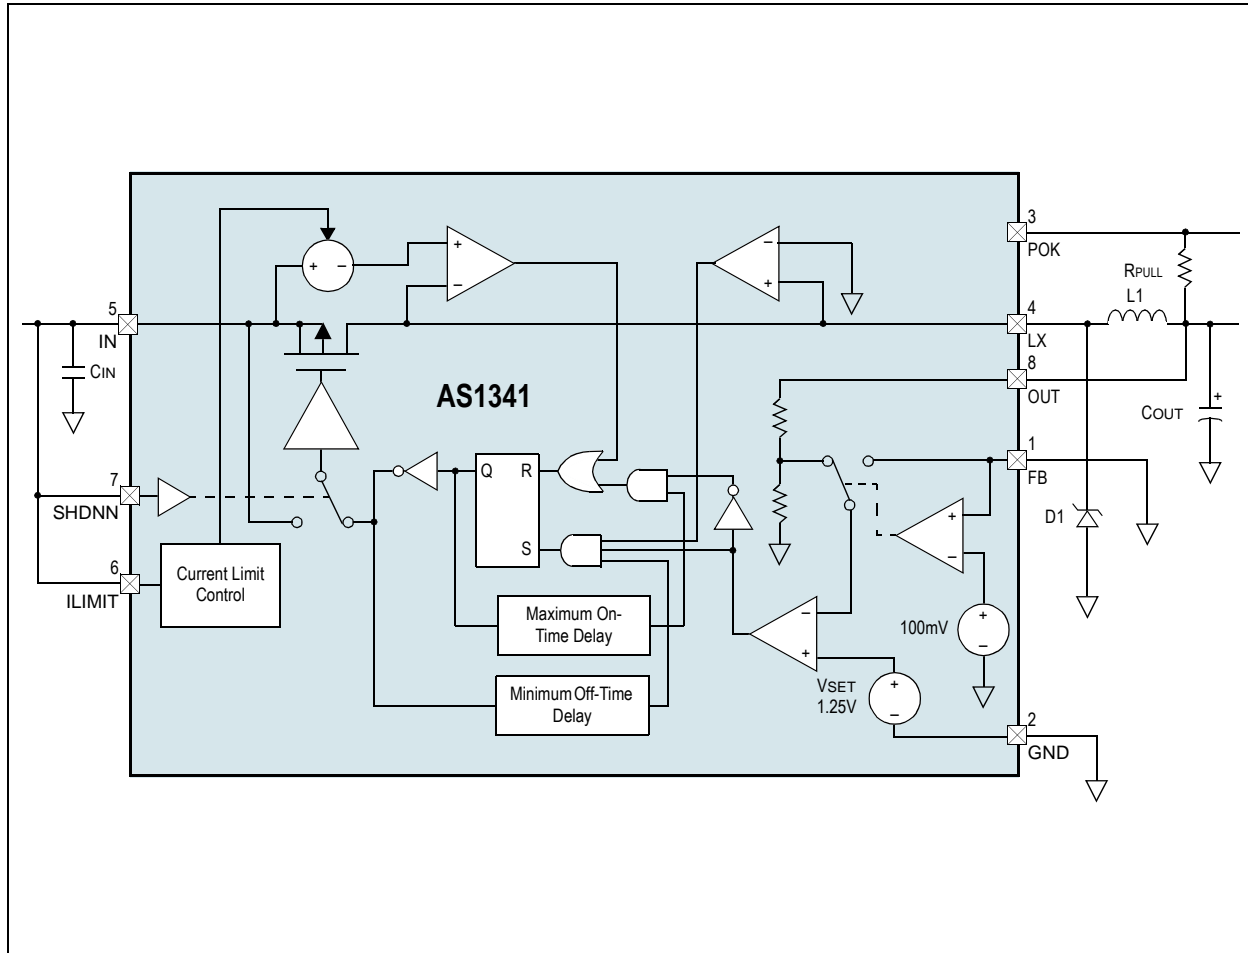 3
POK
RPULL
L1
+ −
+
−
−
+
5
IN
4
LX
CIN
8
OUT
AS1341
COUT
+
Q R
1
FB
7
SHDNN
+
−
D1
S
6
ILIMIT
Current Limit
Control
Maximum On-
Time Delay
−
+
100mV
+
−
Minimum Off-Time
Delay
VSET
1.25V
+
−
2
GND